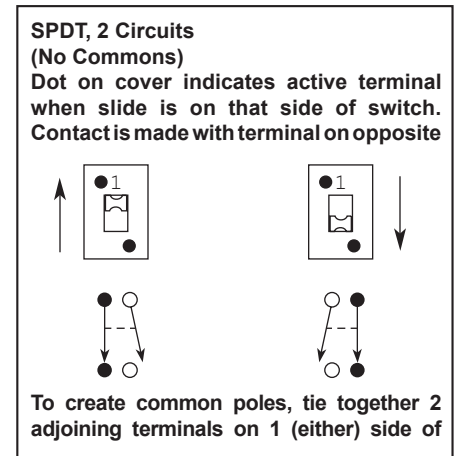 SPDT, 2 Circuits
(No Commons)
Dot on cover indicates active terminal
when slide is on that side of switch.
Contact is made with terminal on opposite
1
1
To create common poles, tie together 2
adjoining terminals on 1 (either) side of